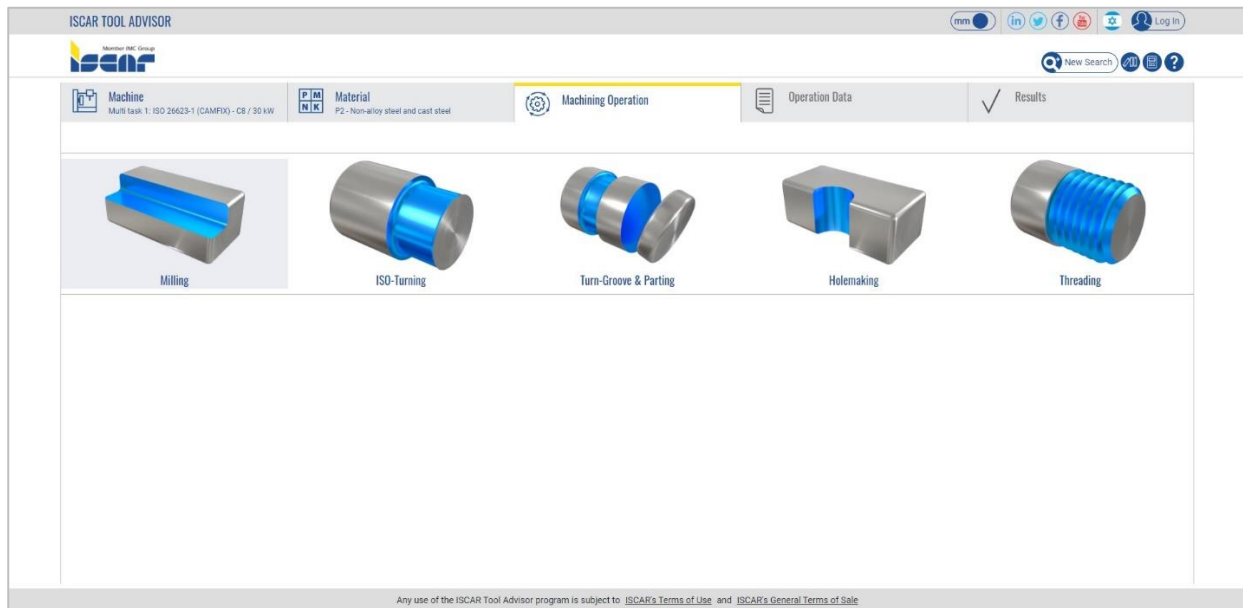 ISCAR TOOL ADVISOR
mm
in
f
You
Tube
Log In
Member IMC Group
iscar
New Search
?
Machine
Multi task 1: ISO 26623-1 (CAMFIX) - C8 / 30 kW
P M
N K
Material
P2 - Non-alloy steel and cast steel
Machining Operation
Operation Data
Results
Milling
ISO-Turning
Turn-Groove & Parting
Holemaking
Threading
Any use of the ISCAR Tool Advisor program is subject to ISCAR's Terms of Use and ISCAR's General Terms of Sale